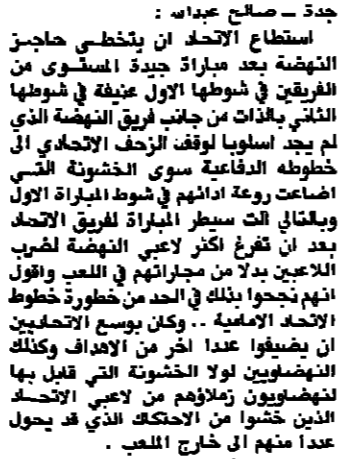 جدة ــ صالح عبدالله :
استطاع الاتحاد ان يتخطى حاجز
النهضة بعد مباراة جيدة المستوى من
الفريقين في شوطها الاول عنيفة في شوطها
الثاني بالذات من جانب فريق النهضة الذي
لم يجد اسلوبا لوقف الزحف الاتحادي الى
خطوطه الدفاعية سوى الخشونة التي
اضاعت روعة ادائهم في شوط المباراة الاول
وبالتالي الت سيطر المباراة لفريق الاتحاد
بعد ان تفرغ اكثر لاعبي النهضة لضرب
اللاعبين بدلا من مجاراتهم في اللعب واقول
انهم نجحوا بذلك في الحد من خطورة خطوط
الاتحاد الامامية .. وكان بوسع الاتحاديين
ان يضيفوا عددا اخر من الاهداف وكذلك
النهضاويين لولا الخشونة التي قابل بها
لنهضاويون زملاؤهم من لاعبي الاتحاد
الذين خشوا من الاحتكاك الذي قد يحول
عددا منهم الى خارج الملعب .